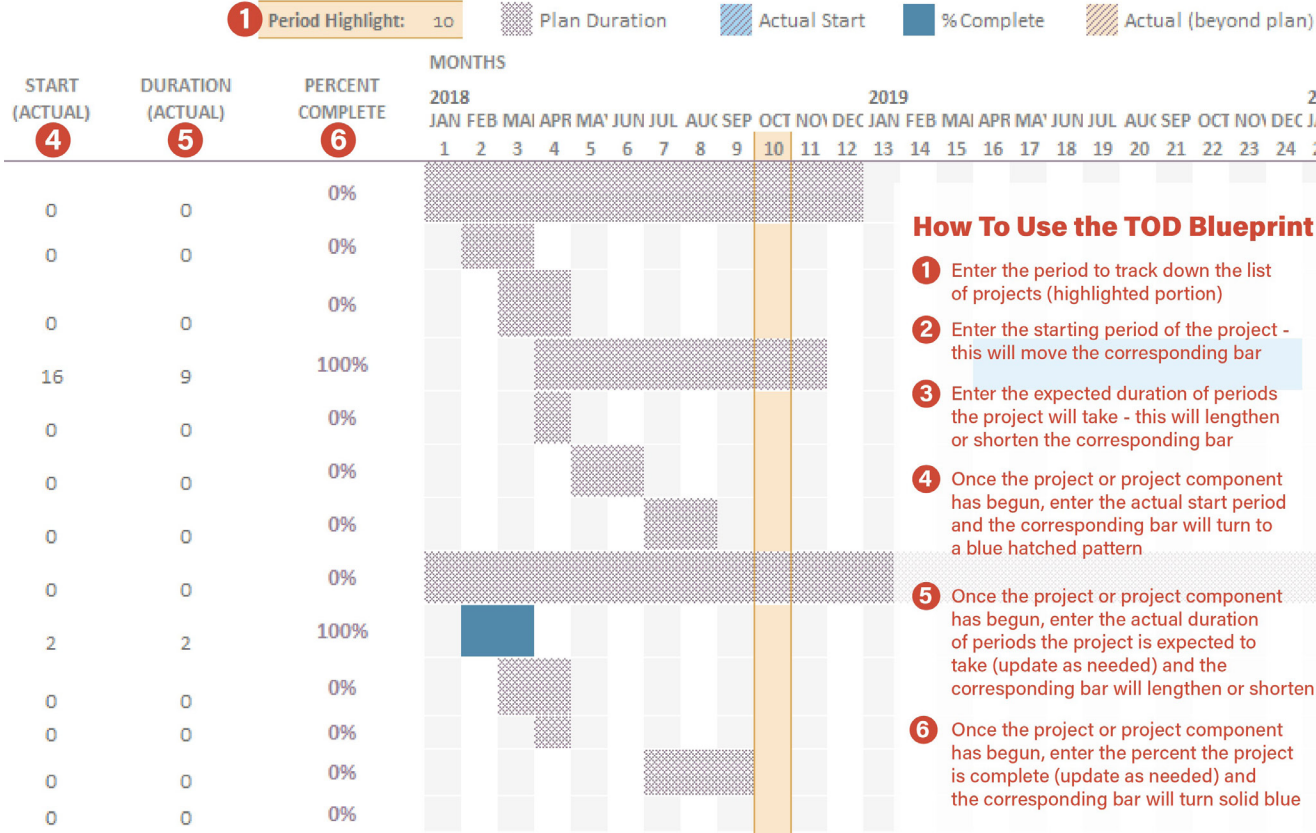 1 Period Highlight: 10 Plan Duration Actual Start % Complete Actual (beyond plan)
MONTHS
START DURATION PERCENT 2018 2019 2
(ACTUAL) (ACTUAL) COMPLETE JAN FEB MAI APR MA' JUN JUL AUC SEP OCT NOV DEC JAN FEB MAI APR MA' JUN JUL AUC SEP OCT NOV DEC JA
4 5 6 1 2 3 4 5 6 7 8 9 10 11 12 13 14 15 16 17 18 19 20 21 22 23 24 2
0 0 0%
0 0 0%
0 0 0%
16 9 100%
0 0 0%
0 0 0%
0 0 0%
0 0 0%
2 2 100%
0 0 0%
0 0 0%
0 0 0%
0 0 0%
How To Use the TOD Blueprint
1 Enter the period to track down the list
of projects (highlighted portion)
2 Enter the starting period of the project -
this will move the corresponding bar
3 Enter the expected duration of periods
the project will take - this will lengthen
or shorten the corresponding bar
4 Once the project or project component
has begun, enter the actual start period
and the corresponding bar will turn to
a blue hatched pattern
5 Once the project or project component
has begun, enter the actual duration
of periods the project is expected to
take (update as needed) and the
corresponding bar will lengthen or shorten
6 Once the project or project component
has begun, enter the percent the project
is complete (update as needed) and
the corresponding bar will turn solid blue